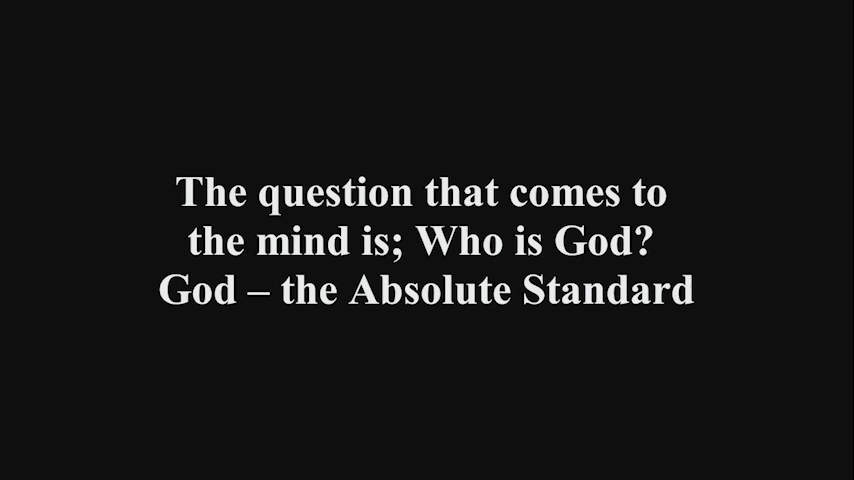 The question that comes to
the mind is; Who is God?
God – the Absolute Standard